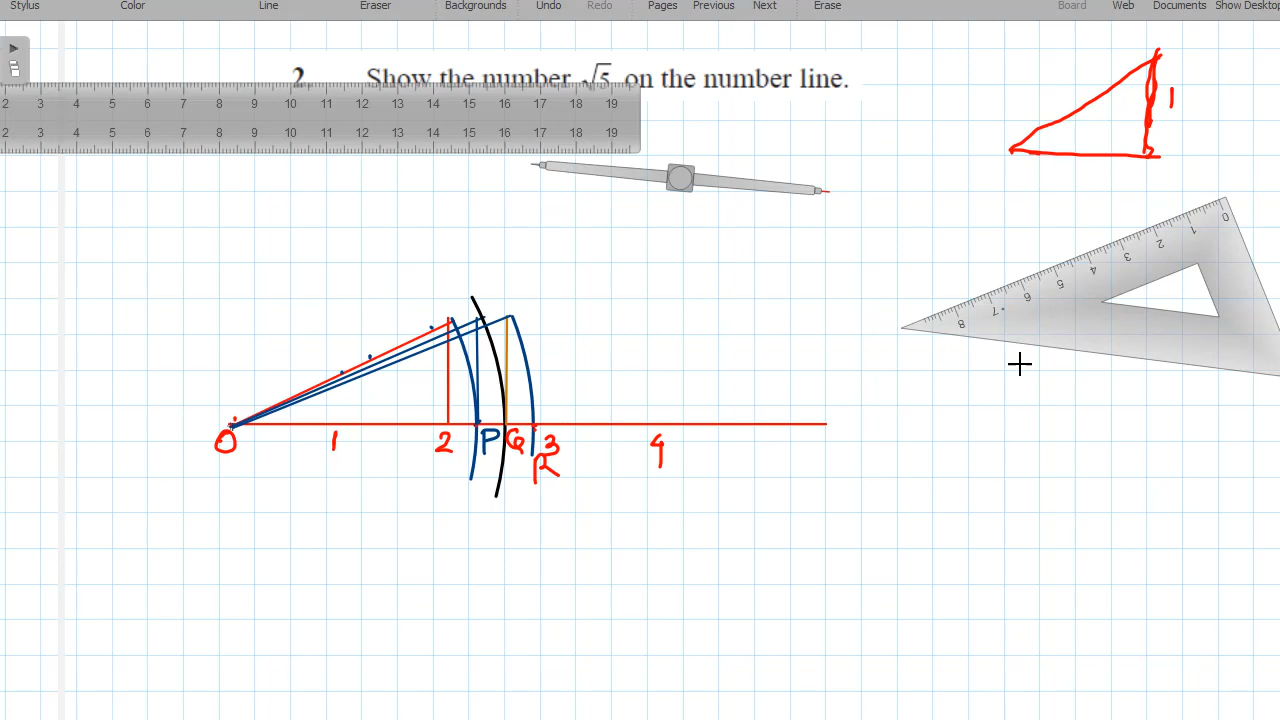 Stylus Color Line Eraser Backgrounds Undo Redo Pages Previous Next Erase Board Web Documents Show Desktop
2 Show the number √5 on the number line.
2 3 4 5 6 7 8 9 10 11 12 13 14 15 16 17 18 19
2 3 4 5 6 7 8 9 10 11 12 13 14 15 16 17 18 19
1
2
0 1 2 3 4 5 6 7 8
O 1 2 P Q 3 4
R